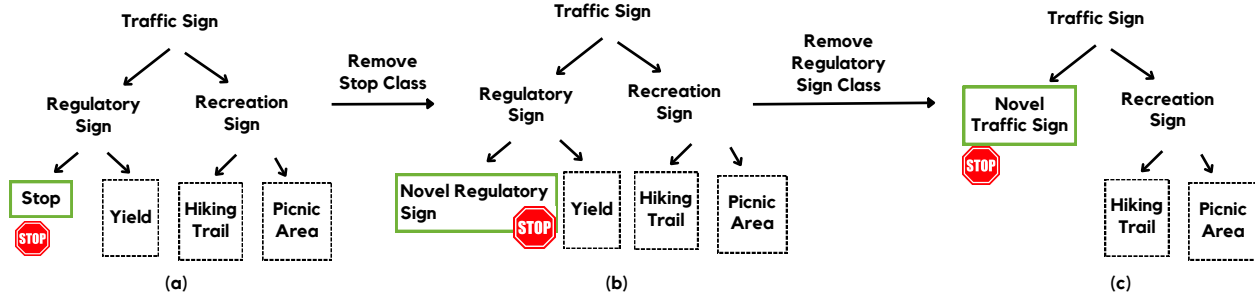 Traffic Sign
Regulatory
Sign
Recreation
Sign
Stop
STOP
Yield
Hiking
Trail
Picnic
Area
(a)
Remove
Stop Class
Traffic Sign
Regulatory
Sign
Recreation
Sign
Novel Regulatory
Sign
STOP
Yield
Hiking
Trail
Picnic
Area
(b)
Remove
Regulatory
Sign Class
Traffic Sign
Novel
Traffic Sign
STOP
Recreation
Sign
Hiking
Trail
Picnic
Area
(c)